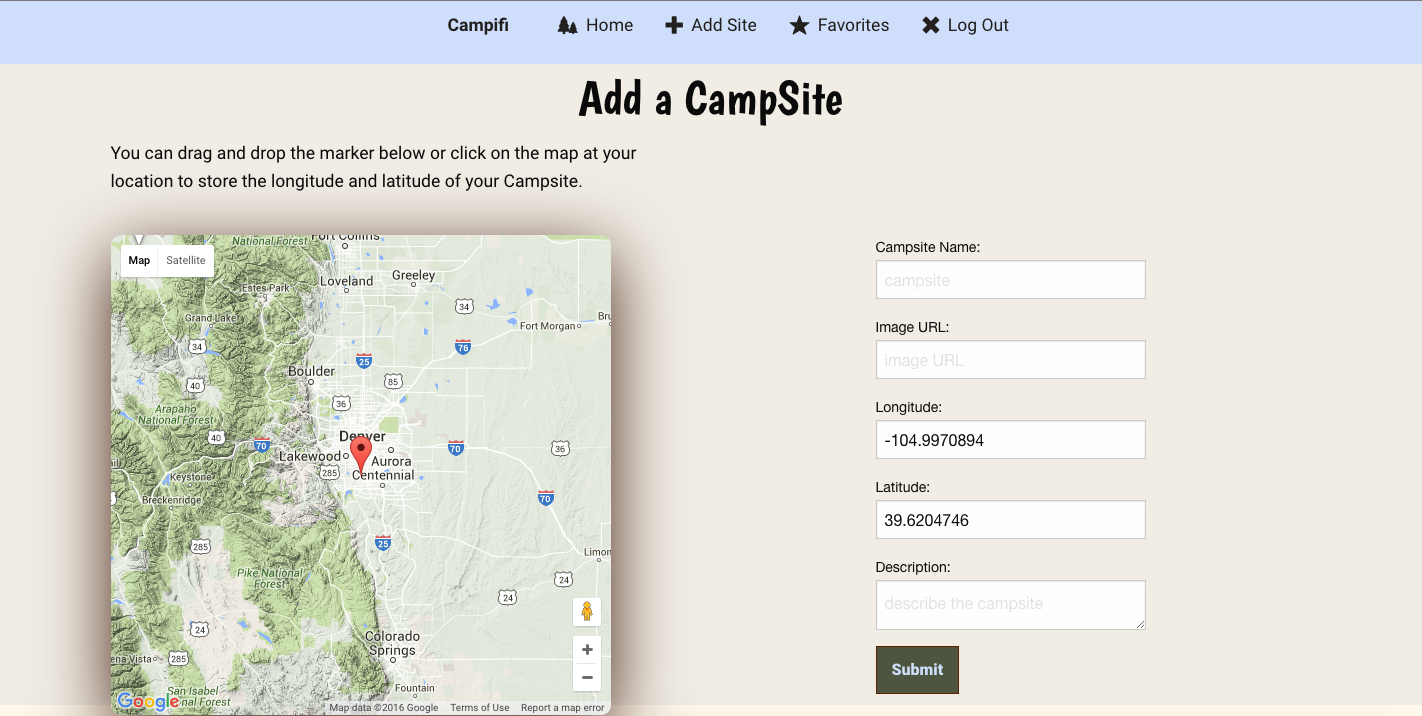 Campifi Home Add Site Favorites Log Out
Add a CampSite
You can drag and drop the marker below or click on the map at your
location to store the longitude and latitude of your Campsite.
Map Satellite
National Forest
Fort Collins
Loveland
Greeley
Estes Park
34
Grand Lake
Fort Morgan
Bru
34
25
76
Boulder
85
40
36
Arapaho
National Forest
40
70
Denver
Lakewood
70
36
Aurora
285
Centennial
Keystone
Breckenridge
70
285
25
Limon
Pike National
Forest
24
24
24
Colorado
Springs
ena Vista
285
Fountain
San Isabel
National Forest
+
−
Google
Map data ©2016 Google Terms of Use Report a map error
Campsite Name:
campsite
Image URL:
image URL
Longitude:
-104.9970894
Latitude:
39.6204746
Description:
describe the campsite
Submit